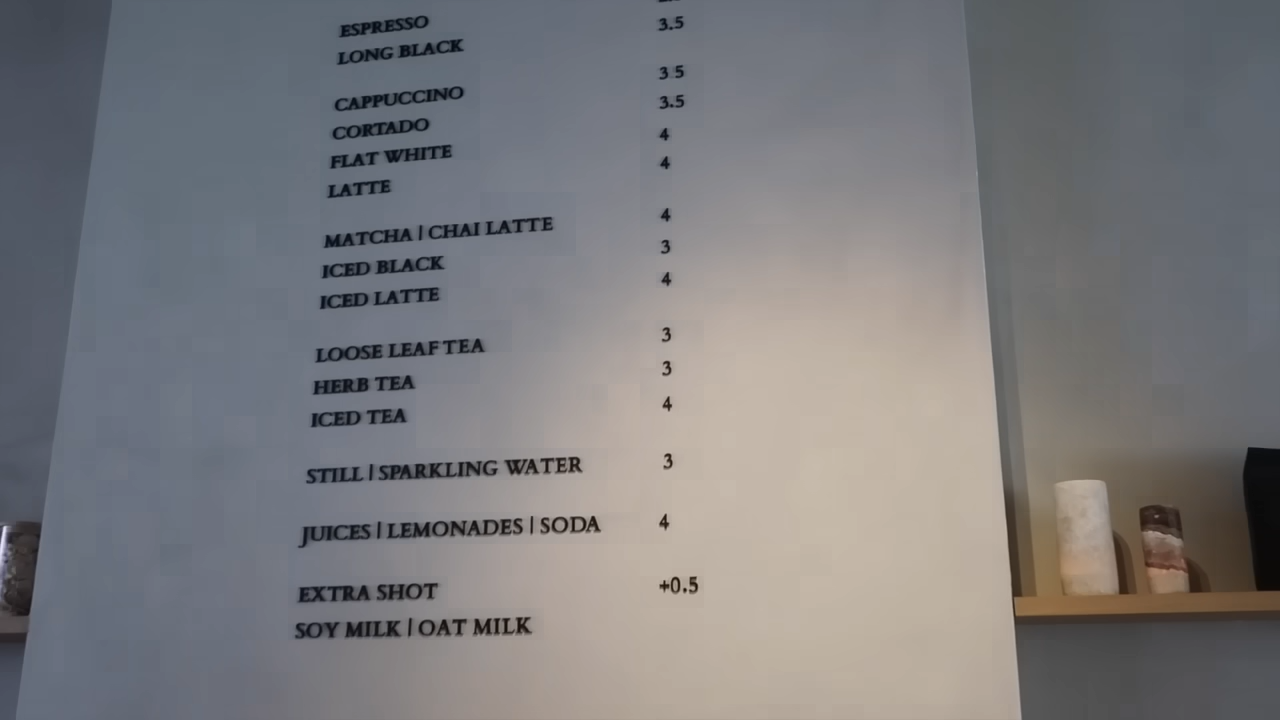 ESPRESSO
LONG BLACK 3.5
CAPPUCCINO 3 5
CORTADO 3.5
FLAT WHITE 4
LATTE 4
MATCHA | CHAI LATTE 4
ICED BLACK 3
ICED LATTE 4
LOOSE LEAF TEA 3
HERB TEA 3
ICED TEA 4
STILL | SPARKLING WATER 3
JUICES | LEMONADES | SODA 4
EXTRA SHOT +0.5
SOY MILK | OAT MILK